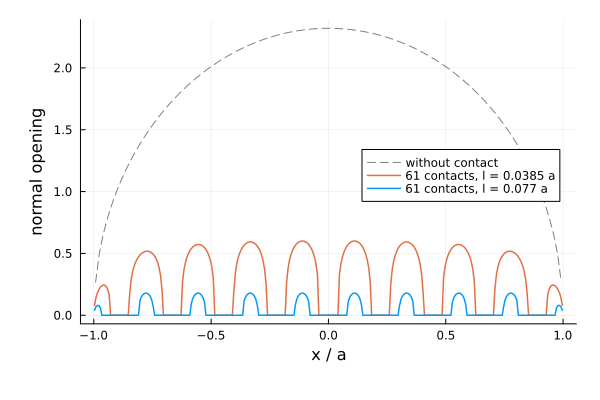 normal opening
2.0
1.5
1.0
0.5
0.0
without contact
61 contacts, l = 0.0385 a
61 contacts, l = 0.077 a
−1.0 −0.5 0.0 0.5 1.0
x / a